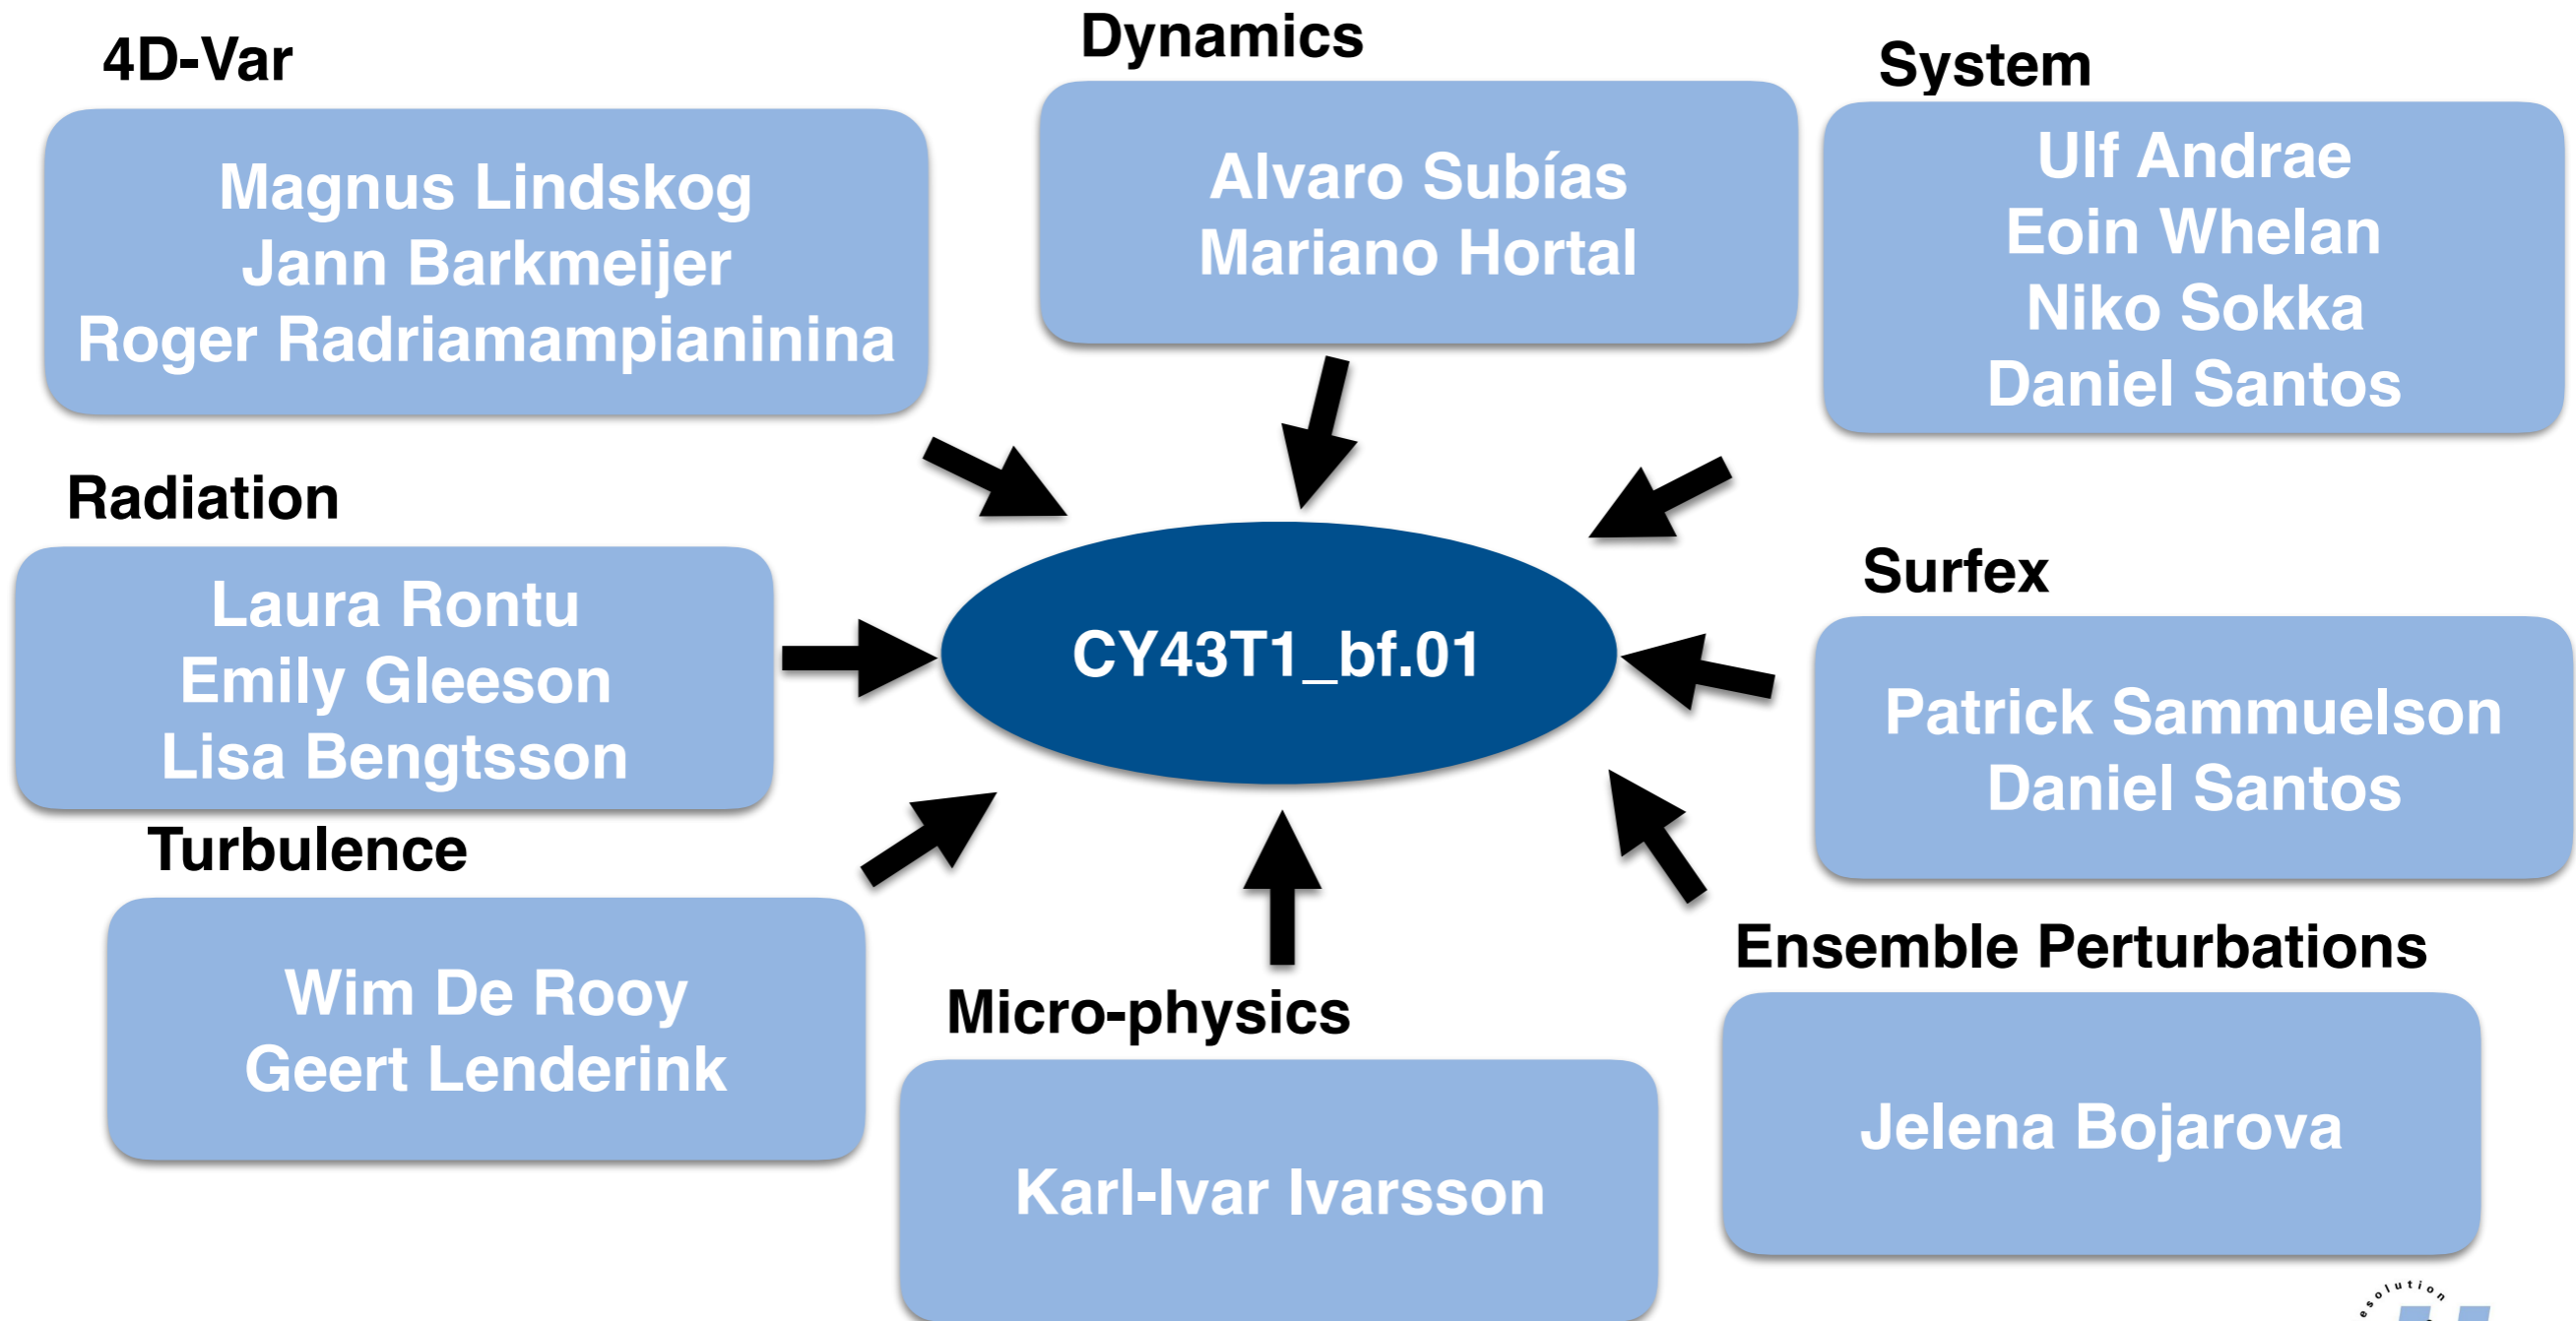 4D-Var
Magnus Lindskog
Jann Barkmeijer
Roger Radriamampianinina
Dynamics
Alvaro Subías
Mariano Hortal
System
Ulf Andrae
Eoin Whelan
Niko Sokka
Daniel Santos
Radiation
Laura Rontu
Emily Gleeson
Lisa Bengtsson
CY43T1_bf.01
Surfex
Patrick Sammuelson
Daniel Santos
Turbulence
Wim De Rooy
Geert Lenderink
Micro-physics
Karl-Ivar Ivarsson
Ensemble Perturbations
Jelena Bojarova
esolution